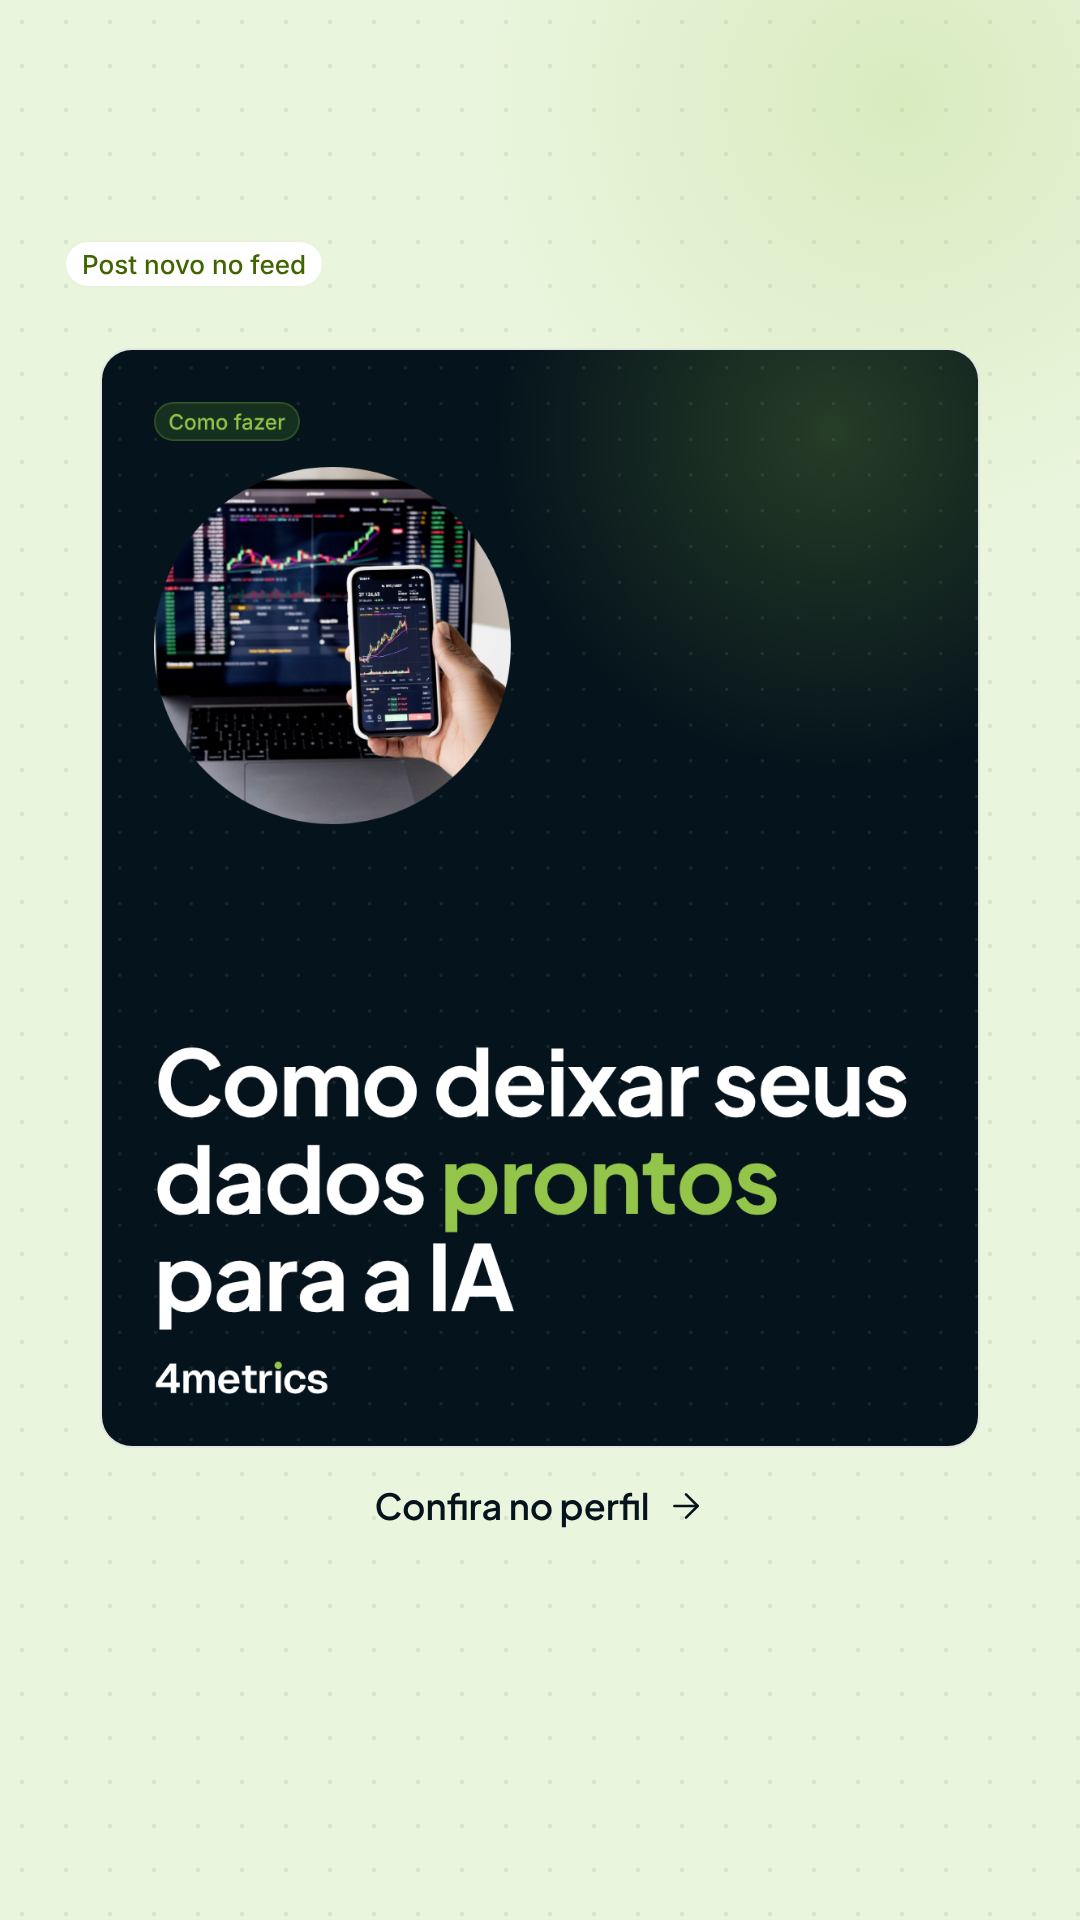 Post novo no feed
Como fazer
Como deixar seus
dados prontos
para a IA
4metrics
Confira no perfil